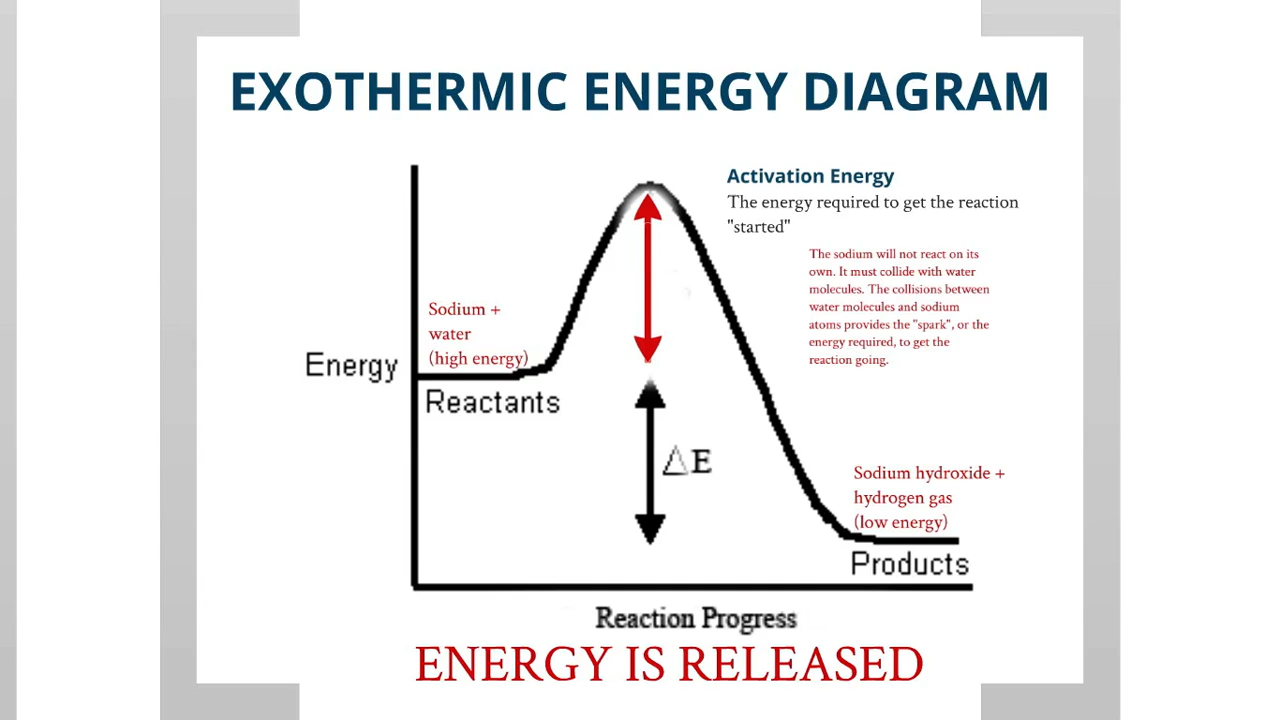 EXOTHERMIC ENERGY DIAGRAM
Activation Energy
The energy required to get the reaction
"started"
The sodium will not react on its
own. It must collide with water
molecules. The collisions between
water molecules and sodium
atoms provides the "spark", or the
energy required, to get the
reaction going.
Sodium +
water
(high energy)
Energy
Reactants
△E
Sodium hydroxide +
hydrogen gas
(low energy)
Products
Reaction Progress
ENERGY IS RELEASED